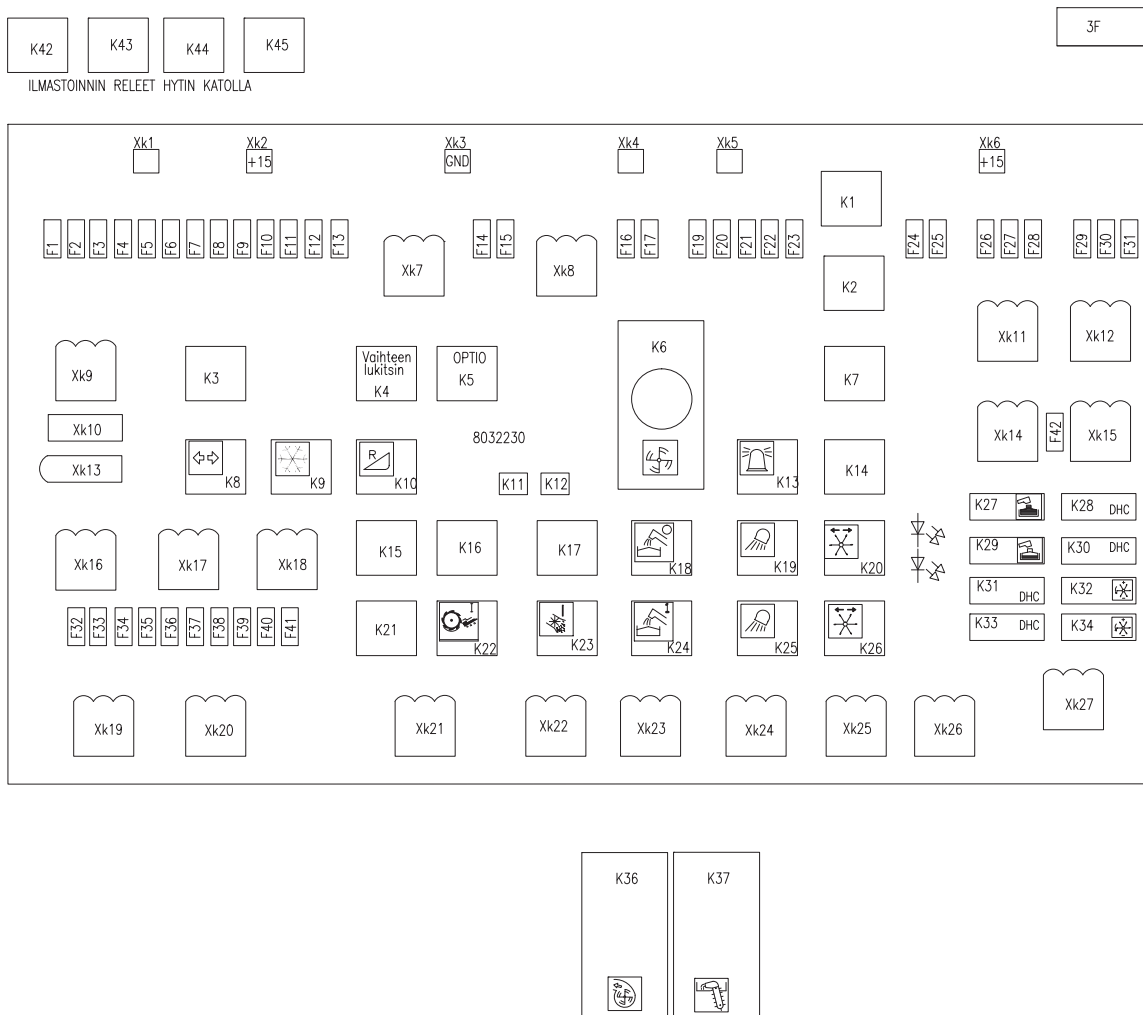 K42 K43 K44 K45 3F
ILMASTOINNIN RELEET HYTIN KATOLLA
Xk1 Xk2 Xk3 Xk4 Xk5 Xk6
+15 GND +15
K1
F1 F2 F3 F4 F5 F6 F7 F8 F9 F10 F11 F12 F13 F14 F15 F16 F17 F19 F20 F21 F22 F23 F24 F25 F26 F27 F28 F29 F30 F31
Xk7 Xk8 K2
Xk11 Xk12
Xk9 K3 Vaihteen lukitsin K4 OPTIO K5 K6 K7
Xk10 8032230 Xk14 F42 Xk15
Xk13 K8 K9 R K10 K11 K12 K13 K14
K27 K28 DHC
K29 K30 DHC
Xk16 Xk17 Xk18 K15 K16 K17 K18 K19 K20
K31 DHC K32
K33 DHC K34
F32 F33 F34 F35 F36 F37 F38 F39 F40 F41 K21 K22 K23 K24 K25 K26
Xk19 Xk20 Xk21 Xk22 Xk23 Xk24 Xk25 Xk26 Xk27
K36 K37